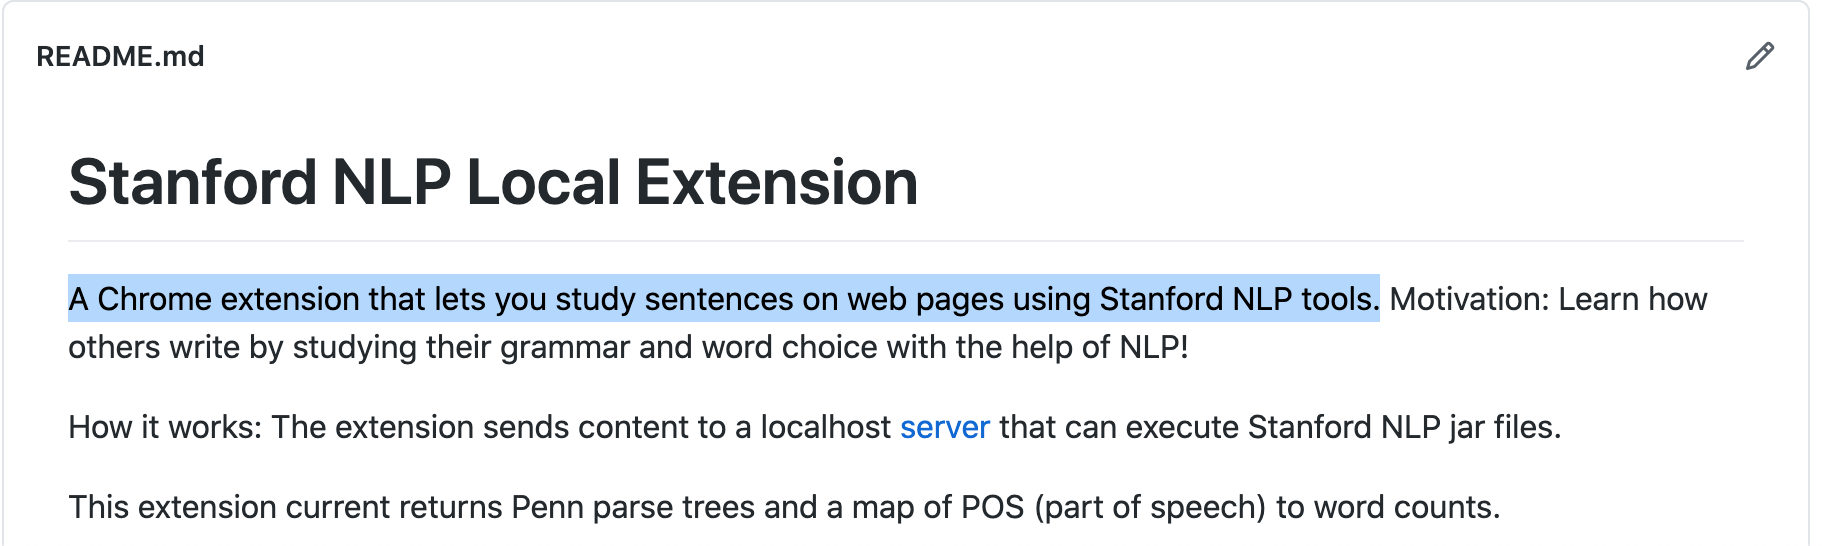 README.md
Stanford NLP Local Extension
A Chrome extension that lets you study sentences on web pages using Stanford NLP tools. Motivation: Learn how
others write by studying their grammar and word choice with the help of NLP!
How it works: The extension sends content to a localhost server that can execute Stanford NLP jar files.
This extension current returns Penn parse trees and a map of POS (part of speech) to word counts.